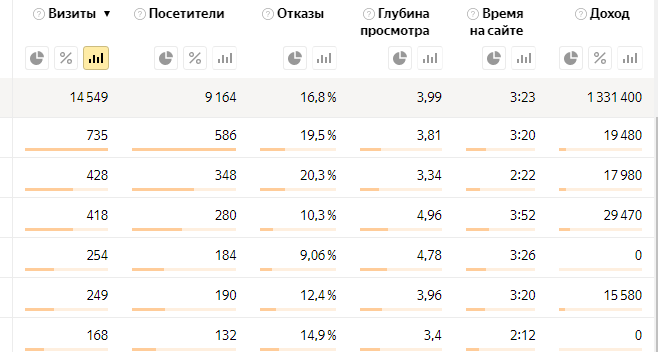 Визиты ▼ Посетители Отказы Глубина просмотра Время на сайте Доход
% % %
14 549 9 164 16,8 % 3,99 3:23 1 331 400
735 586 19,5 % 3,81 3:20 19 480
428 348 20,3 % 3,34 2:22 17 980
418 280 10,3 % 4,96 3:52 29 470
254 184 9,06 % 4,78 3:26 0
249 190 12,4 % 3,96 3:20 15 580
168 132 14,9 % 3,4 2:12 0